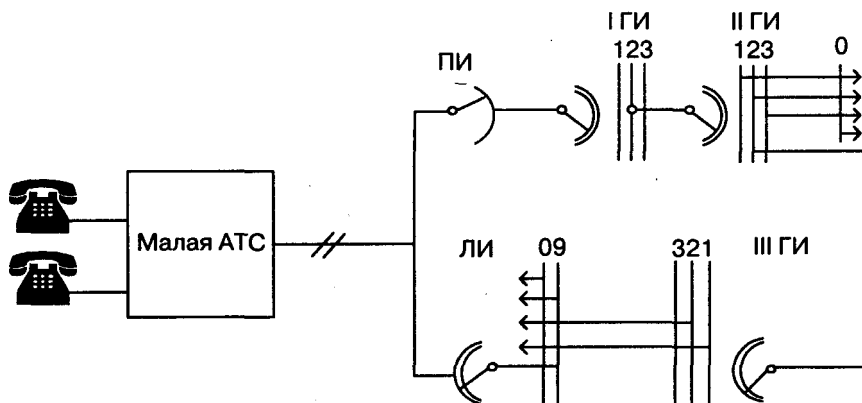 I ГИ II ГИ
123 123 0
ПИ
Малая АТС
ЛИ 09 321 III ГИ